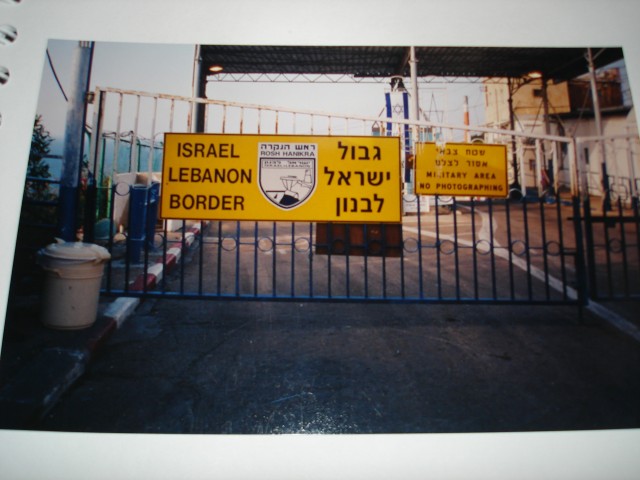 ISRAEL
LEBANON
BORDER
ראש הנקרה
ROSH HANIKRA
גבול
ישראל
לבנון
שטח צבאי
אסור לצלם
MILITARY AREA
NO PHOTOGRAPHING